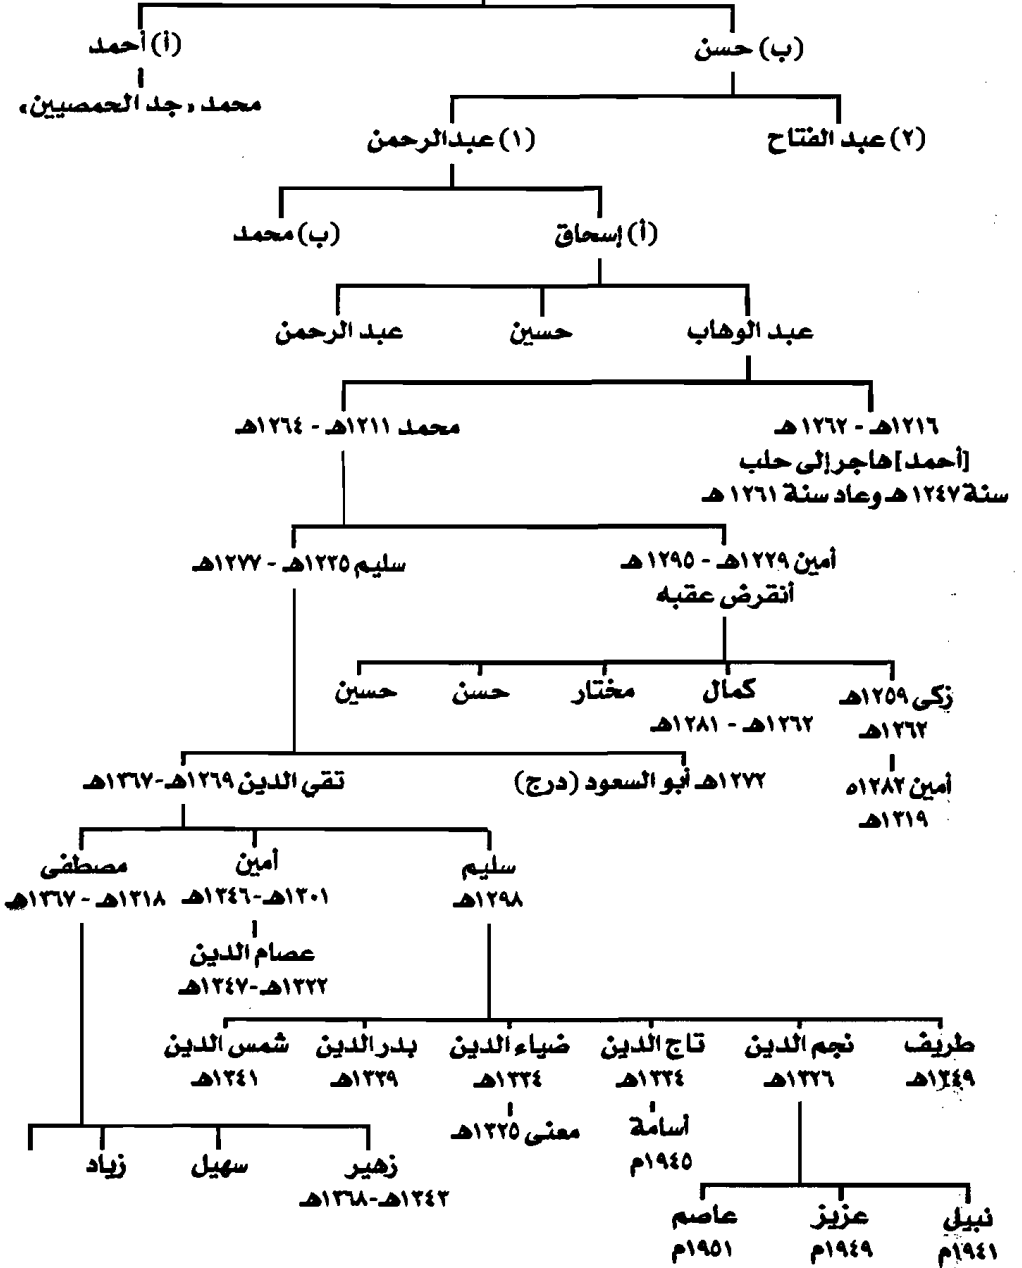 (ب) حسن
(أ) أحمد
محمد «جد الحمصيين»
(٢) عبد الفتاح
(١) عبدالرحمن
(أ) إسحاق
(ب) محمد
عبد الوهاب
حسين
عبد الرحمن
١٢١٦هـ - ١٢٦٢هـ
[أحمد] هاجر إلى حلب
سنة ١٢٤٧هـ وعاد سنة ١٢٦١هـ
محمد ١٢١١هـ - ١٢٦٤هـ
أمين ١٢٢٩هـ - ١٢٩٥هـ
أنقرض عقبه
سليم ١٢٣٥هـ - ١٢٧٧هـ
زكي ١٢٥٩هـ
١٢٦٢هـ
كمال
١٢٦٢هـ - ١٢٨١هـ
مختار
حسن
حسين
أمين ١٢٨٢ه
١٣١٩هـ
١٢٧٢هـ أبو السعود (درج)
تقي الدين ١٢٦٩هـ-١٣٦٧هـ
سليم
١٢٩٨هـ
أمين
١٣٠١هـ-١٣٤٦هـ
مصطفى
١٣١٨هـ - ١٣٦٧هـ
عصام الدين
١٣٢٢هـ-١٣٤٧هـ
طريف
١٣٤٩هـ
نجم الدين
١٣٢٦هـ
تاج الدين
١٣٣٤هـ
ضياء الدين
١٣٣٤هـ
بدر الدين
١٣٣٩هـ
شمس الدين
١٣٤١هـ
أسامة
١٩٤٥م
معنى ١٣٢٥هـ
زهير
١٣٤٣هـ-١٣٦٨هـ
سهيل
زياد
نبيل
١٩٤١م
عزيز
١٩٤٩م
عاصم
١٩٥١م